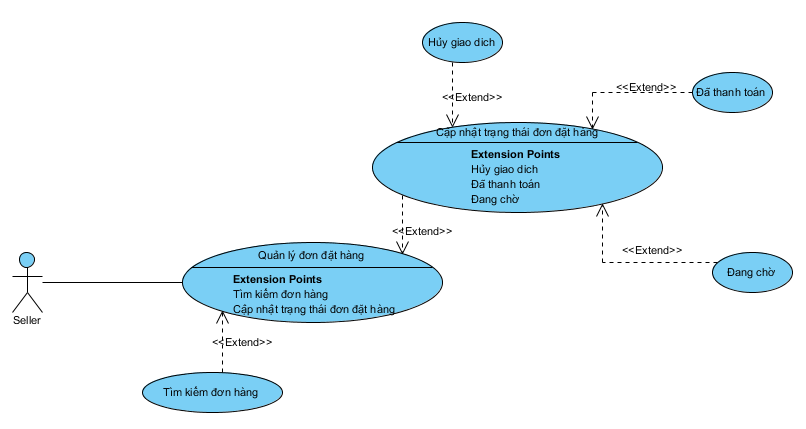 Hủy giao dich
<<Extend>>
<<Extend>>
Đã thanh toán
Cập nhật trạng thái đơn đặt hàng
Extension Points
Hủy giao dich
Đã thanh toán
Đang chờ
<<Extend>>
<<Extend>>
Đang chờ
Quản lý đơn đặt hàng
Extension Points
Tìm kiếm đơn hàng
Cập nhật trạng thái đơn đặt hàng
Seller
<<Extend>>
Tìm kiếm đơn hàng